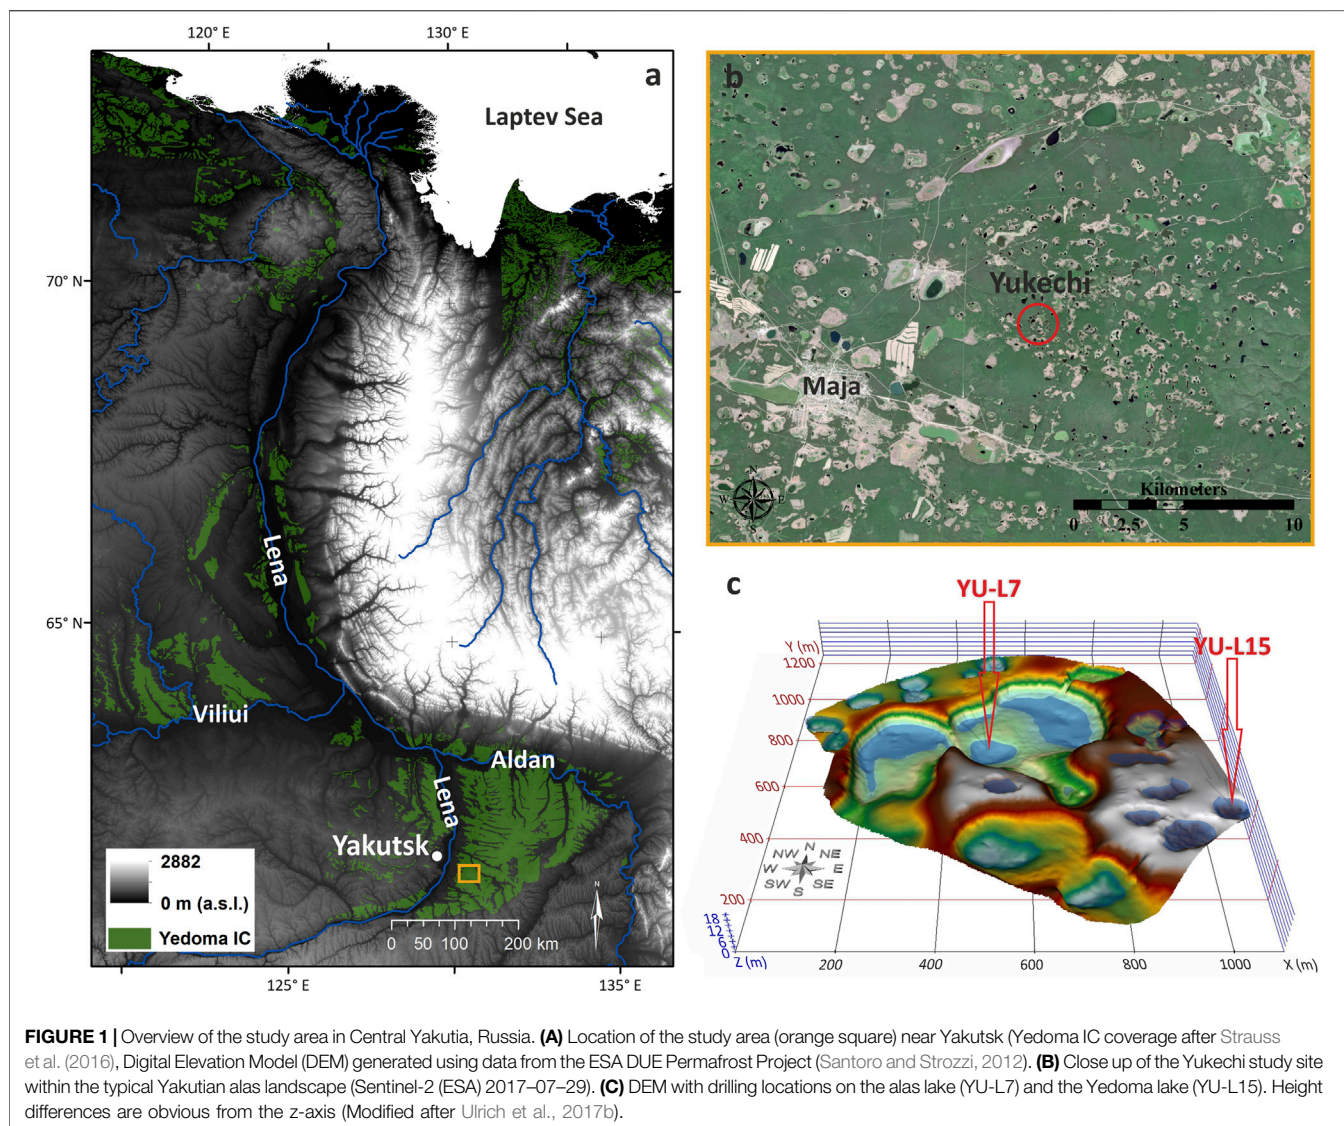 120° E
130° E
a
Laptev Sea
70° N
65° N
Lena
Viliui
Aldan
Lena
Yakutsk
2882
0 m (a.s.l.)
Yedoma IC
N
0 50 100 200 km
125° E
135° E
b
Yukechi
Maja
N
W E
S
Kilometers
0 2,5 5 10
c
YU-L7
YU-L15
Y (m)
1200
1000
800
600
400
200
N
NW NE
W E
SW SE
S
18
12
6
0
Z (m)
200 400 600 800 1000 X (m)
FIGURE 1 | Overview of the study area in Central Yakutia, Russia. (A) Location of the study area (orange square) near Yakutsk (Yedoma IC coverage after Strauss
et al. (2016), Digital Elevation Model (DEM) generated using data from the ESA DUE Permafrost Project (Santoro and Strozzi, 2012). (B) Close up of the Yukechi study site
within the typical Yakutian alas landscape (Sentinel-2 (ESA) 2017–07–29). (C) DEM with drilling locations on the alas lake (YU-L7) and the Yedoma lake (YU-L15). Height
differences are obvious from the z-axis (Modified after Ulrich et al., 2017b).